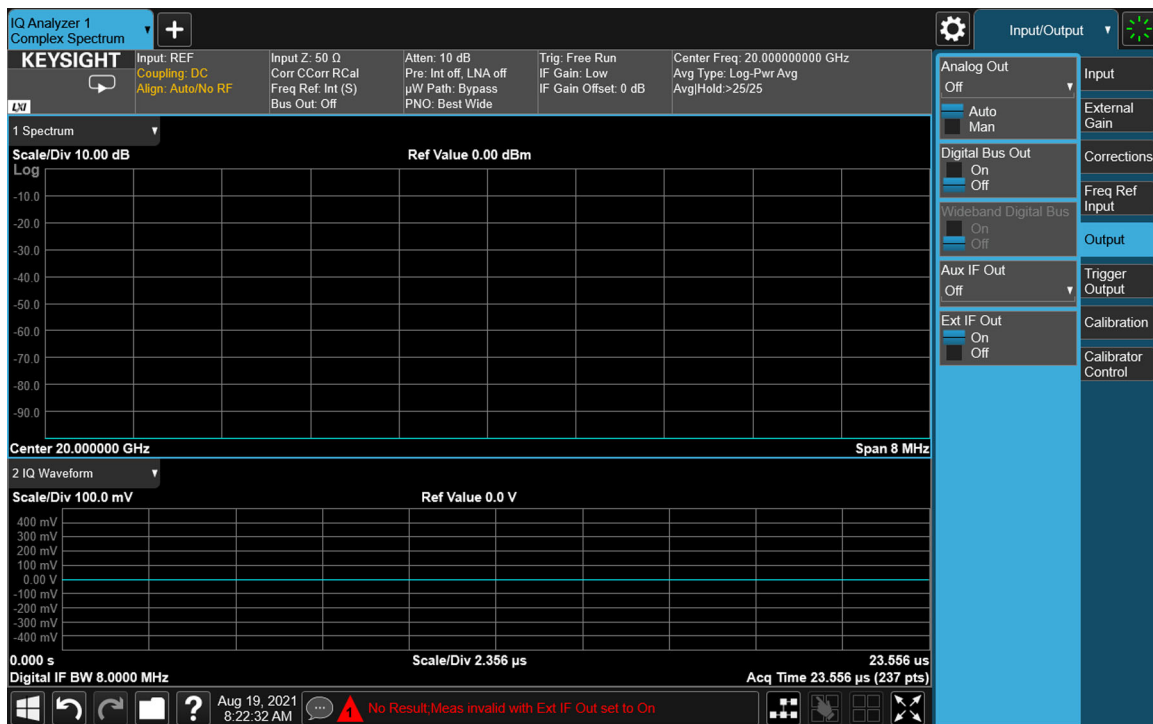 IQ Analyzer 1
Complex Spectrum
+
Input/Output
KEYSIGHT
LXI
Input: REF
Coupling: DC
Align: Auto/No RF
Input Z: 50 Ω
Corr CCorr RCal
Freq Ref: Int (S)
Bus Out: Off
Atten: 10 dB
Pre: Int off, LNA off
µW Path: Bypass
PNO: Best Wide
Trig: Free Run
IF Gain: Low
IF Gain Offset: 0 dB
Center Freq: 20.000000000 GHz
Avg Type: Log-Pwr Avg
Avg|Hold:>25/25
1 Spectrum
Scale/Div 10.00 dB
Ref Value 0.00 dBm
Log
-10.0
-20.0
-30.0
-40.0
-50.0
-60.0
-70.0
-80.0
-90.0
Center 20.000000 GHz
Span 8 MHz
2 IQ Waveform
Scale/Div 100.0 mV
Ref Value 0.0 V
400 mV
300 mV
200 mV
100 mV
0.00 V
-100 mV
-200 mV
-300 mV
-400 mV
0.000 s
Scale/Div 2.356 µs
23.556 us
Digital IF BW 8.0000 MHz
Acq Time 23.556 µs (237 pts)
Analog Out
Off
Auto
Man
Digital Bus Out
On
Off
Wideband Digital Bus
On
Off
Aux IF Out
Off
Ext IF Out
On
Off
Input
External
Gain
Corrections
Freq Ref
Input
Output
Trigger
Output
Calibration
Calibrator
Control
?
Aug 19, 2021
8:22:32 AM
1
No Result;Meas invalid with Ext IF Out set to On